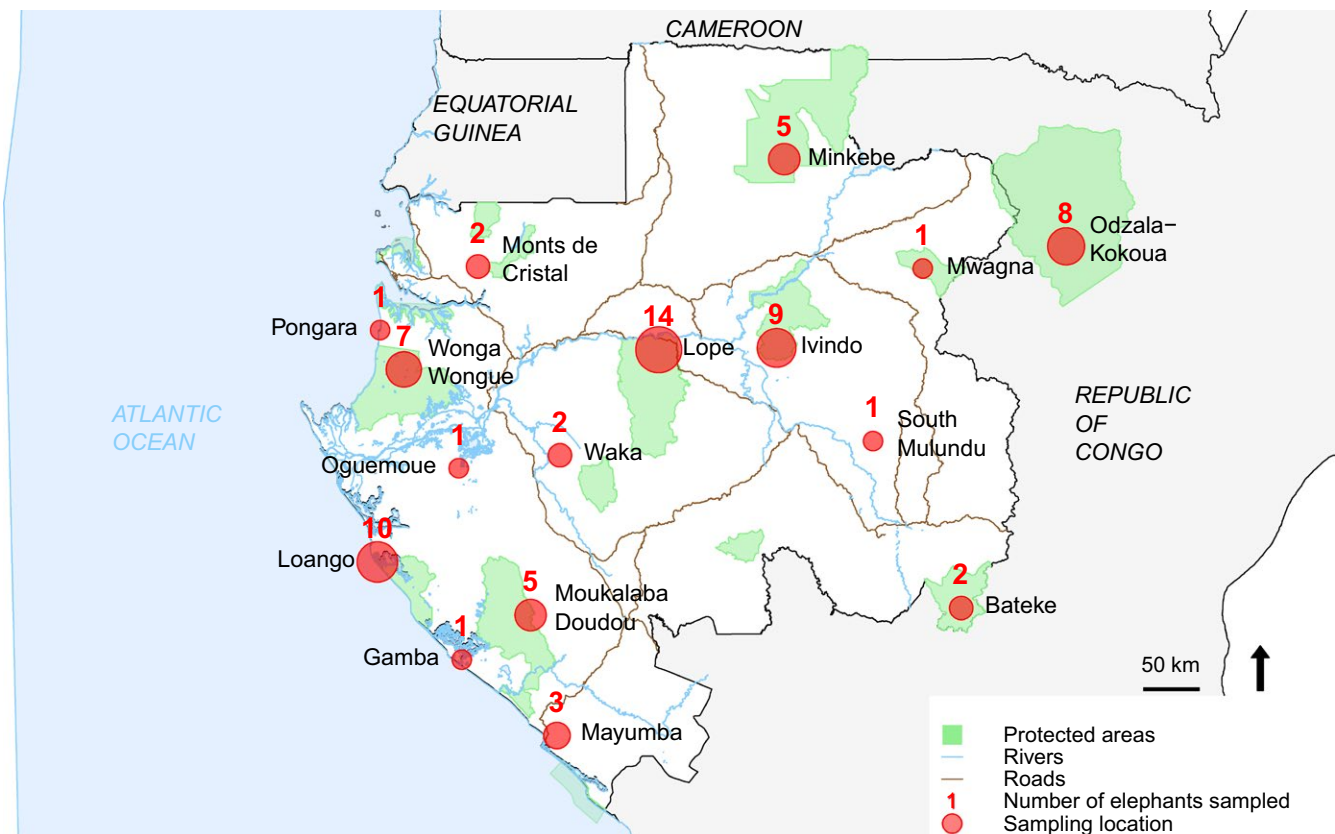 CAMEROON
EQUATORIAL
GUINEA
5
Minkebe
8
Odzala−
Kokoua
2
Monts de
Cristal
1
Mwagna
1
Pongara
7
Wonga
Wongue
14
Lope
9
Ivindo
ATLANTIC
OCEAN
REPUBLIC
OF
CONGO
1
Oguemoue
2
Waka
1
South
Mulundu
10
Loango
5
Moukalaba
Doudou
2
Bateke
1
Gamba
3
Mayumba
50 km
Protected areas
Rivers
Roads
1 Number of elephants sampled
Sampling location